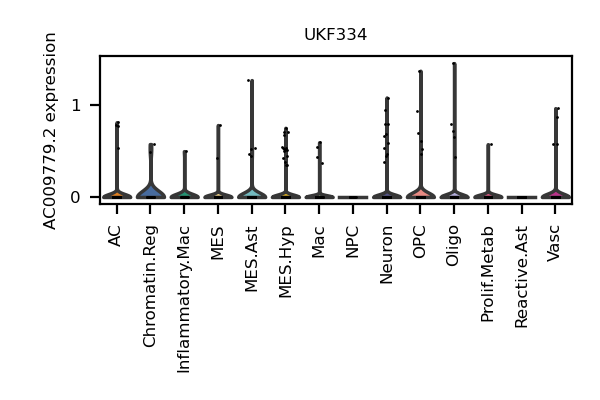 UKF334
AC009779.2 expression
1
0
AC
Chromatin.Reg
Inflammatory.Mac
MES
MES.Ast
MES.Hyp
Mac
NPC
Neuron
OPC
Oligo
Prolif.Metab
Reactive.Ast
Vasc